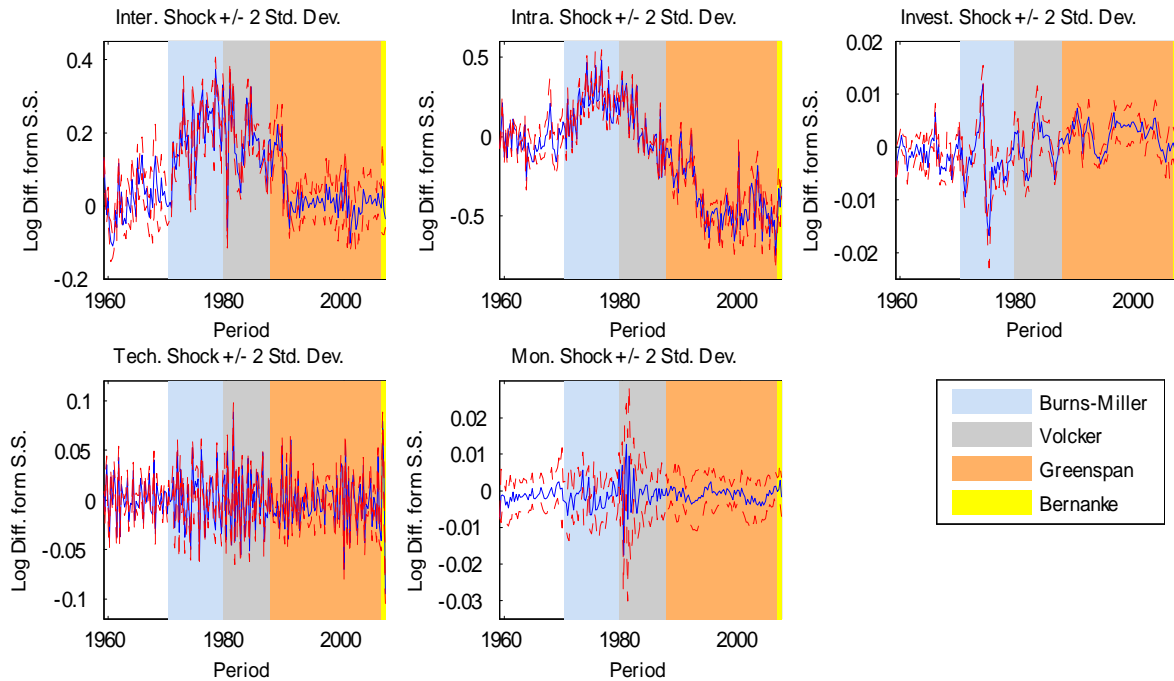 Inter. Shock +/- 2 Std. Dev.
Log Diff. form S.S.
0.4
0.2
0
-0.2
1960
1980
2000
Period
Intra. Shock +/- 2 Std. Dev.
Log Diff. form S.S.
0.5
0
-0.5
1960
1980
2000
Period
Invest. Shock +/- 2 Std. Dev.
Log Diff. form S.S.
0.02
0.01
0
-0.01
-0.02
1960
1980
2000
Period
Tech. Shock +/- 2 Std. Dev.
Log Diff. form S.S.
0.1
0.05
0
-0.05
-0.1
1960
1980
2000
Period
Mon. Shock +/- 2 Std. Dev.
Log Diff. form S.S.
0.02
0.01
0
-0.01
-0.02
-0.03
1960
1980
2000
Period
Burns-Miller
Volcker
Greenspan
Bernanke